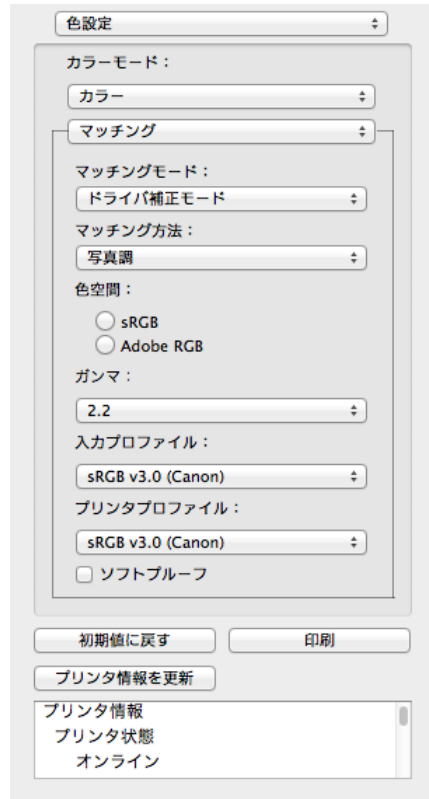 色設定
カラーモード：
カラー
マッチング
マッチングモード：
ドライバ補正モード
マッチング方法：
写真調
色空間：
sRGB
Adobe RGB
ガンマ：
2.2
入力プロファイル：
sRGB v3.0 (Canon)
プリンタプロファイル：
sRGB v3.0 (Canon)
ソフトプルーフ
初期値に戻す
印刷
プリンタ情報を更新
プリンタ情報
プリンタ状態
オンライン